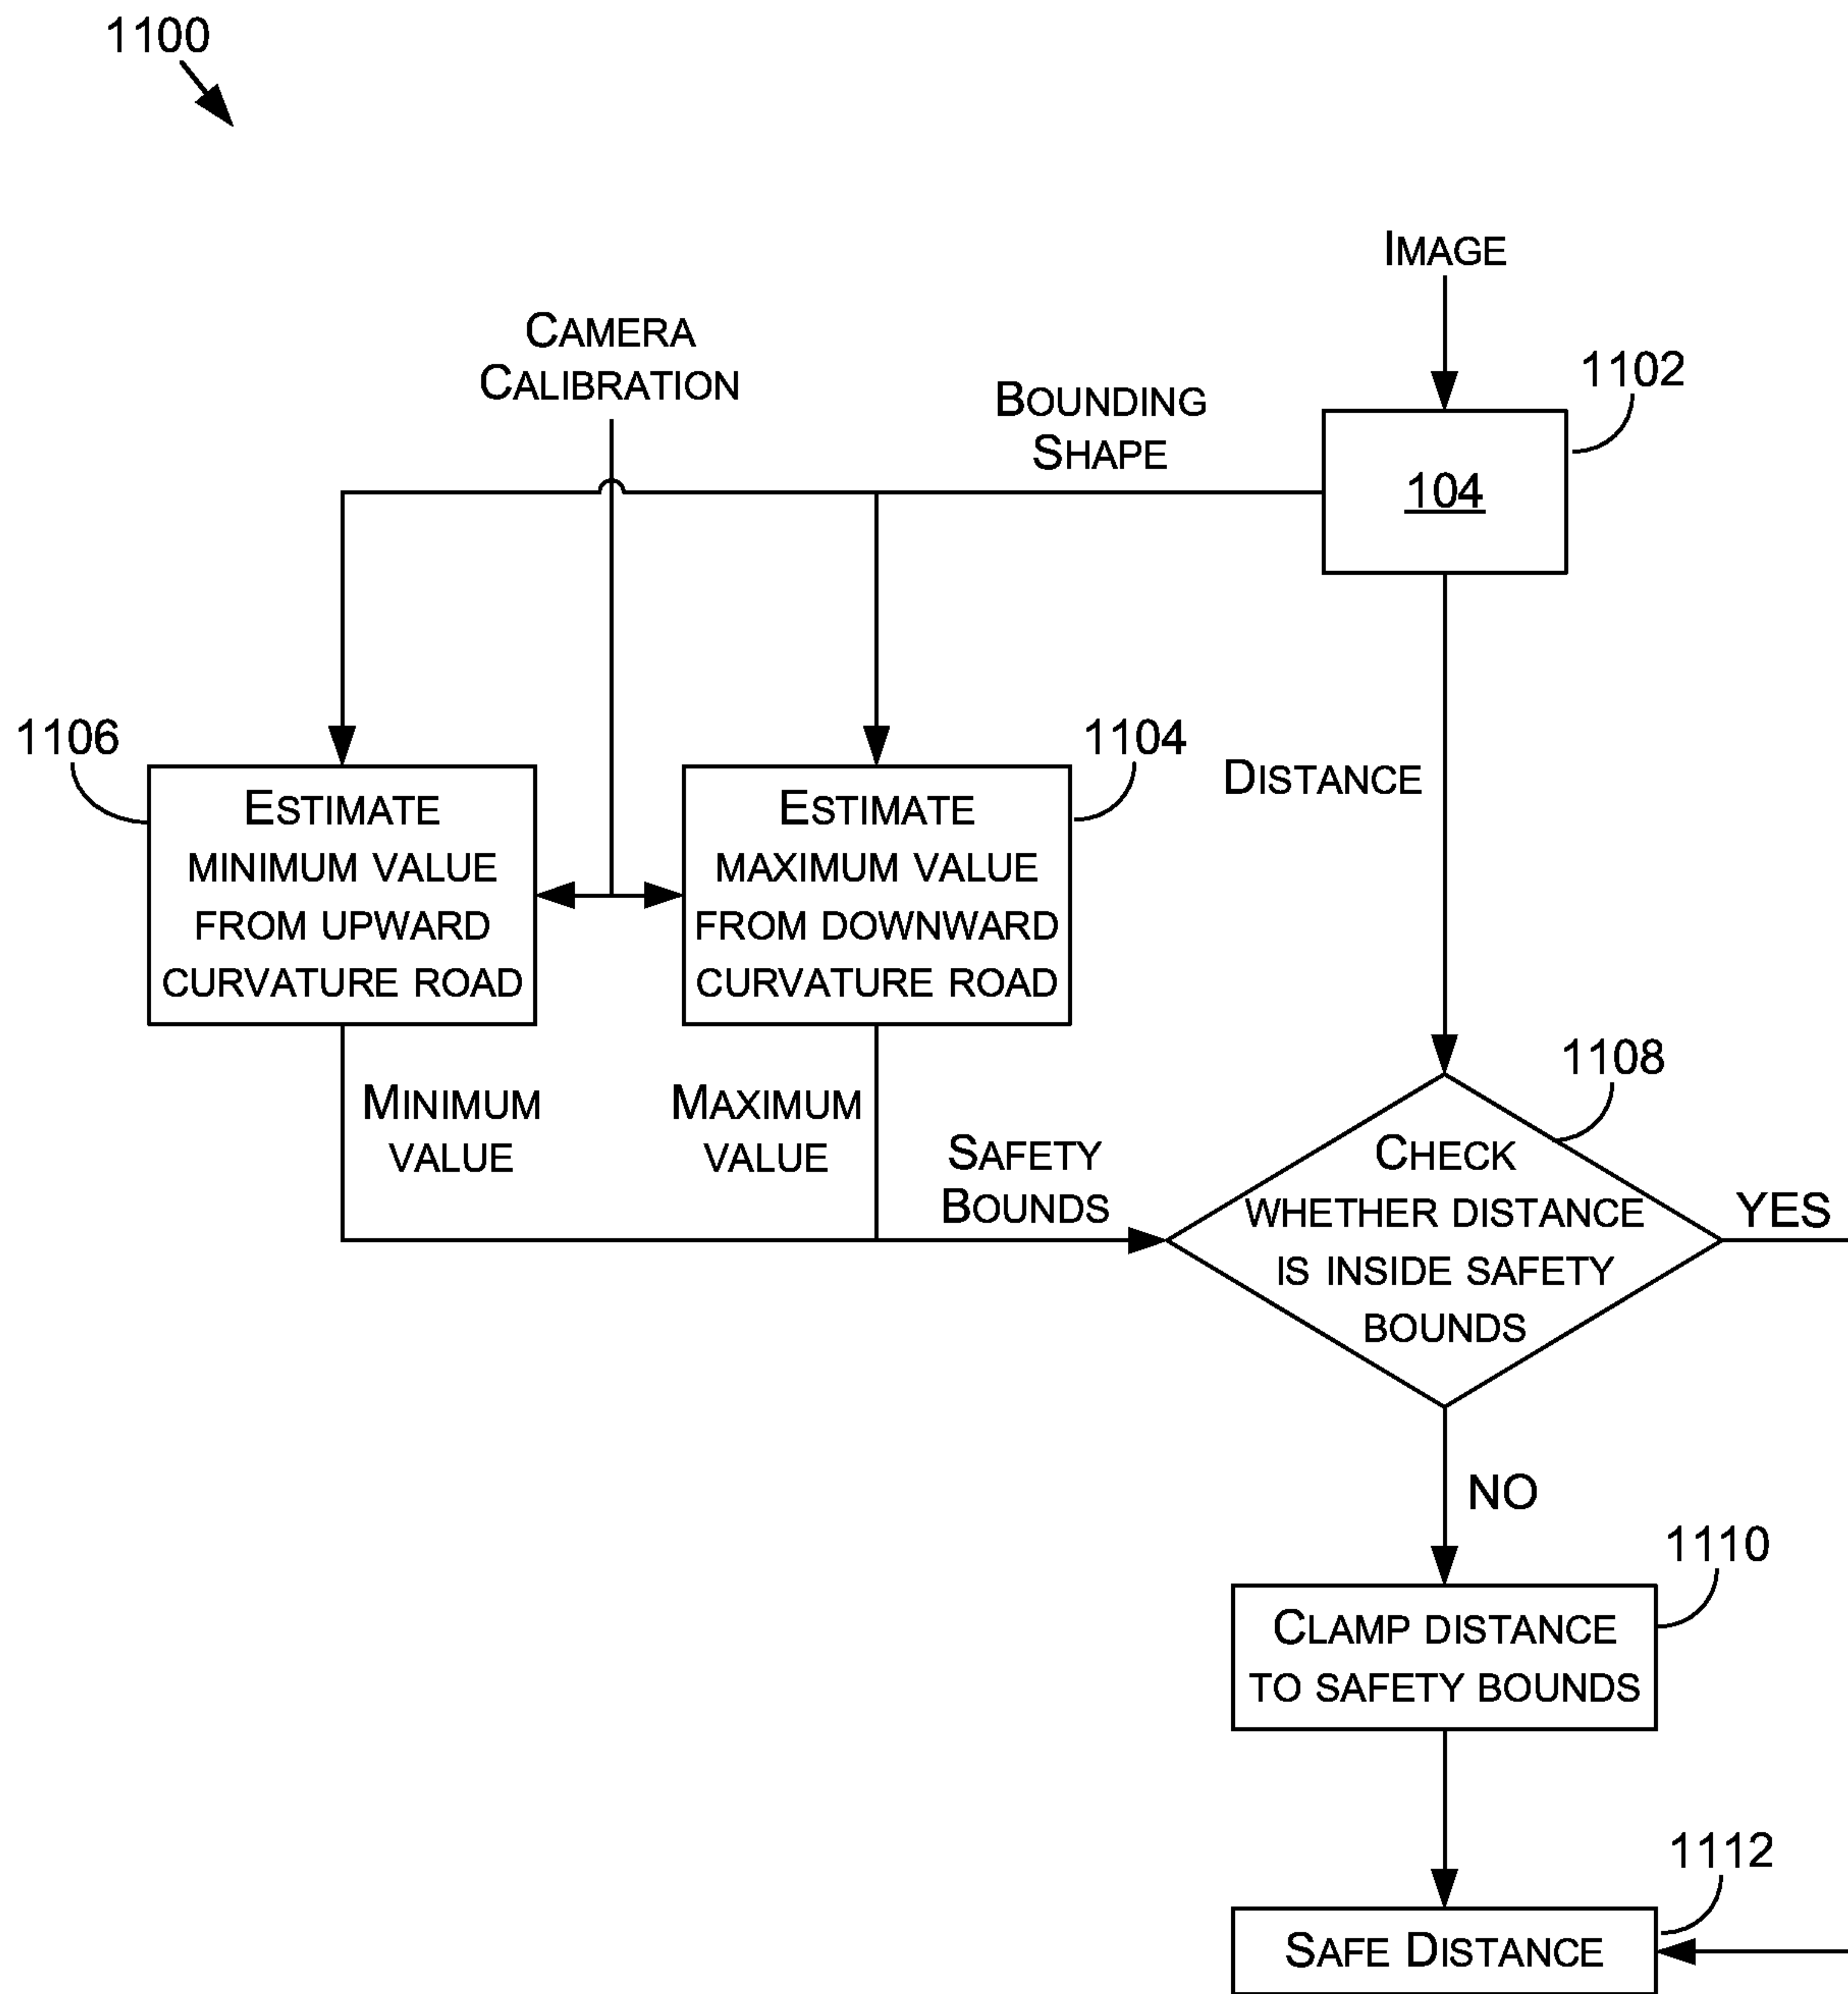 1100
IMAGE
CAMERA
CALIBRATION
BOUNDING
SHAPE
1102
104
1106
1104
ESTIMATE
MINIMUM VALUE
FROM UPWARD
CURVATURE ROAD
ESTIMATE
MAXIMUM VALUE
FROM DOWNWARD
CURVATURE ROAD
DISTANCE
MINIMUM
VALUE
MAXIMUM
VALUE
SAFETY
BOUNDS
1108
CHECK
WHETHER DISTANCE
IS INSIDE SAFETY
BOUNDS
YES
NO
1110
CLAMP DISTANCE
TO SAFETY BOUNDS
1112
SAFE DISTANCE